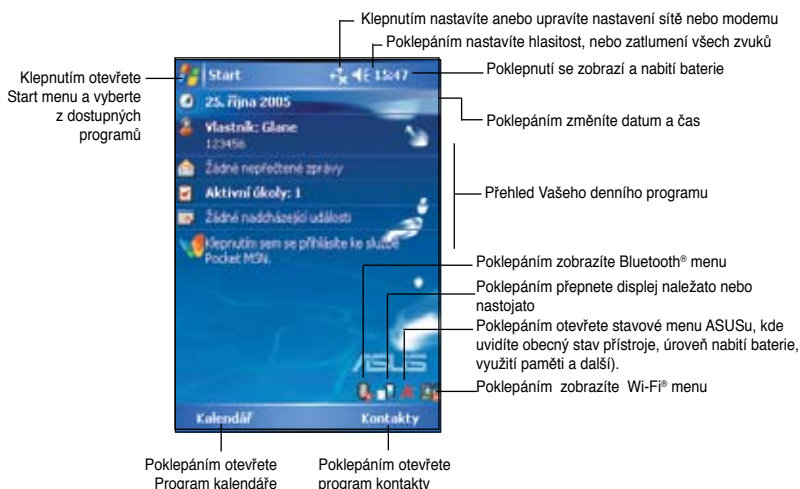 Klepnutím nastavíte anebo upravíte nastavení sítě nebo modemu
Poklepáním nastavíte hlasitost, nebo zatlumení všech zvuků
Poklepnutí se zobrazí a nabití baterie
Klepnutím otevřete
Start menu a vyberte
z dostupných
programů
Start
15:47
25. října 2005
Vlastník: Glane
123456
Žádné nepřečtené zprávy
Aktivní úkoly: 1
Žádné nadcházející události
Klepnutím sem se přihlásíte ke službě
Pocket MSN.
ASUS
Kalendář
Kontakty
Poklepáním změníte datum a čas
Přehled Vašeho denního programu
Poklepáním zobrazíte Bluetooth® menu
Poklepáním přepnete displej naležato nebo
nastojato
Poklepáním otevřete stavové menu ASUSu, kde
uvidíte obecný stav přístroje, úroveň nabití baterie,
využití paměti a další).
Poklepáním zobrazíte Wi-Fi® menu
Poklepáním otevřete
Program kalendáře
Poklepáním otevřete
program kontakty